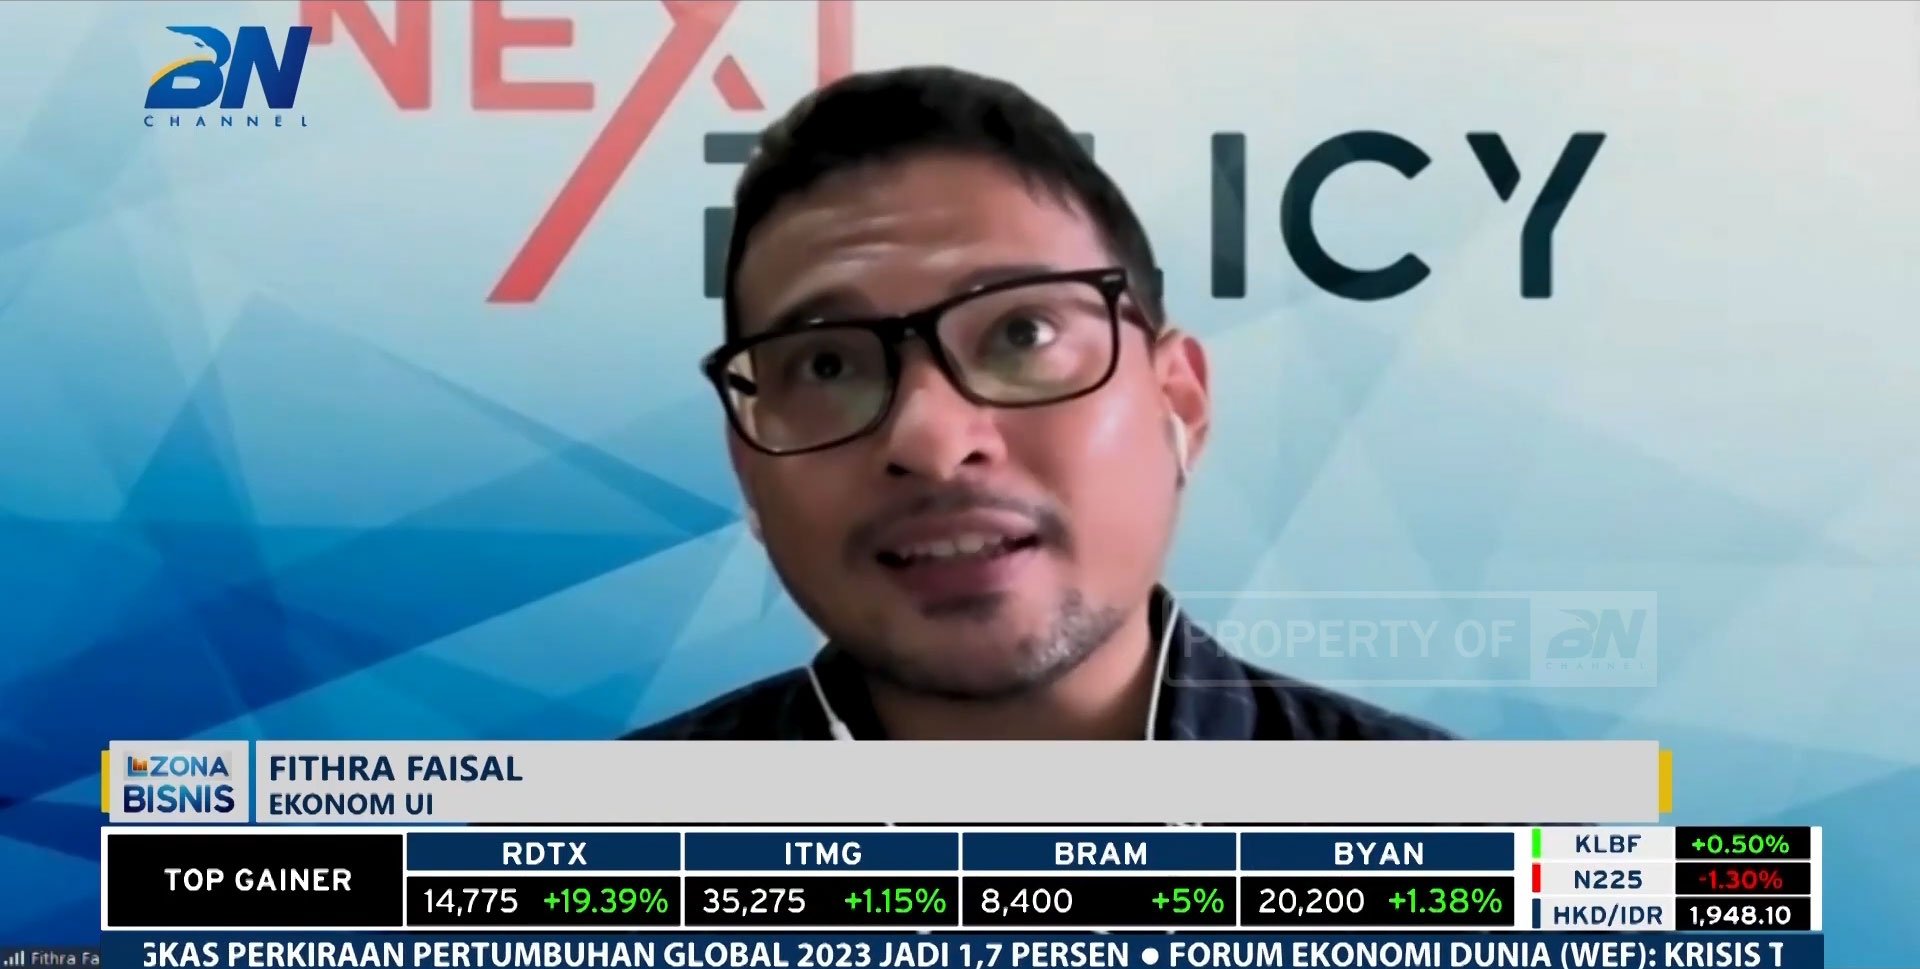 NEXT
POLICY
BN
CHANNEL
PROPERTY OF BN
CHANNEL
ZONA
BISNIS
FITHRA FAISAL
EKONOM UI
TOP GAINER
RDTX
14,775 +19.39%
ITMG
35,275 +1.15%
BRAM
8,400 +5%
BYAN
20,200 +1.38%
KLBF +0.50%
N225 -1.30%
HKD/IDR 1,948.10
Fithra Fa
GKAS PERKIRAAN PERTUMBUHAN GLOBAL 2023 JADI 1,7 PERSEN ● FORUM EKONOMI DUNIA (WEF): KRISIS T